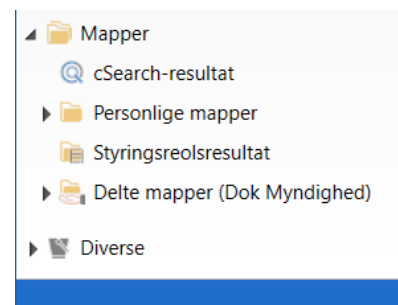 Mapper
cSearch-resultat
Personlige mapper
Styringsreolsresultat
Delte mapper (Dok Myndighed)
Diverse